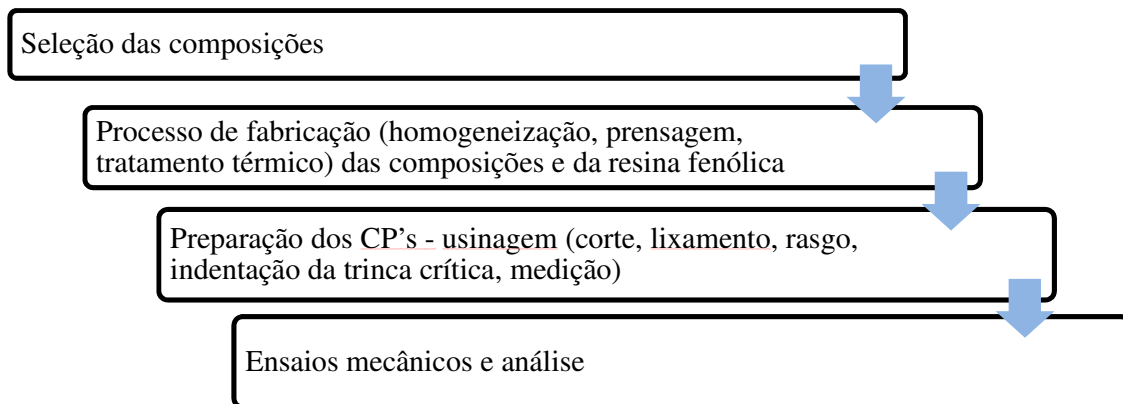 Seleção das composições
Processo de fabricação (homogeneização, prensagem,
tratamento térmico) das composições e da resina fenólica
Preparação dos CP's - usinagem (corte, lixamento, rasgo,
indentação da trinca crítica, medição)
Ensaios mecânicos e análise